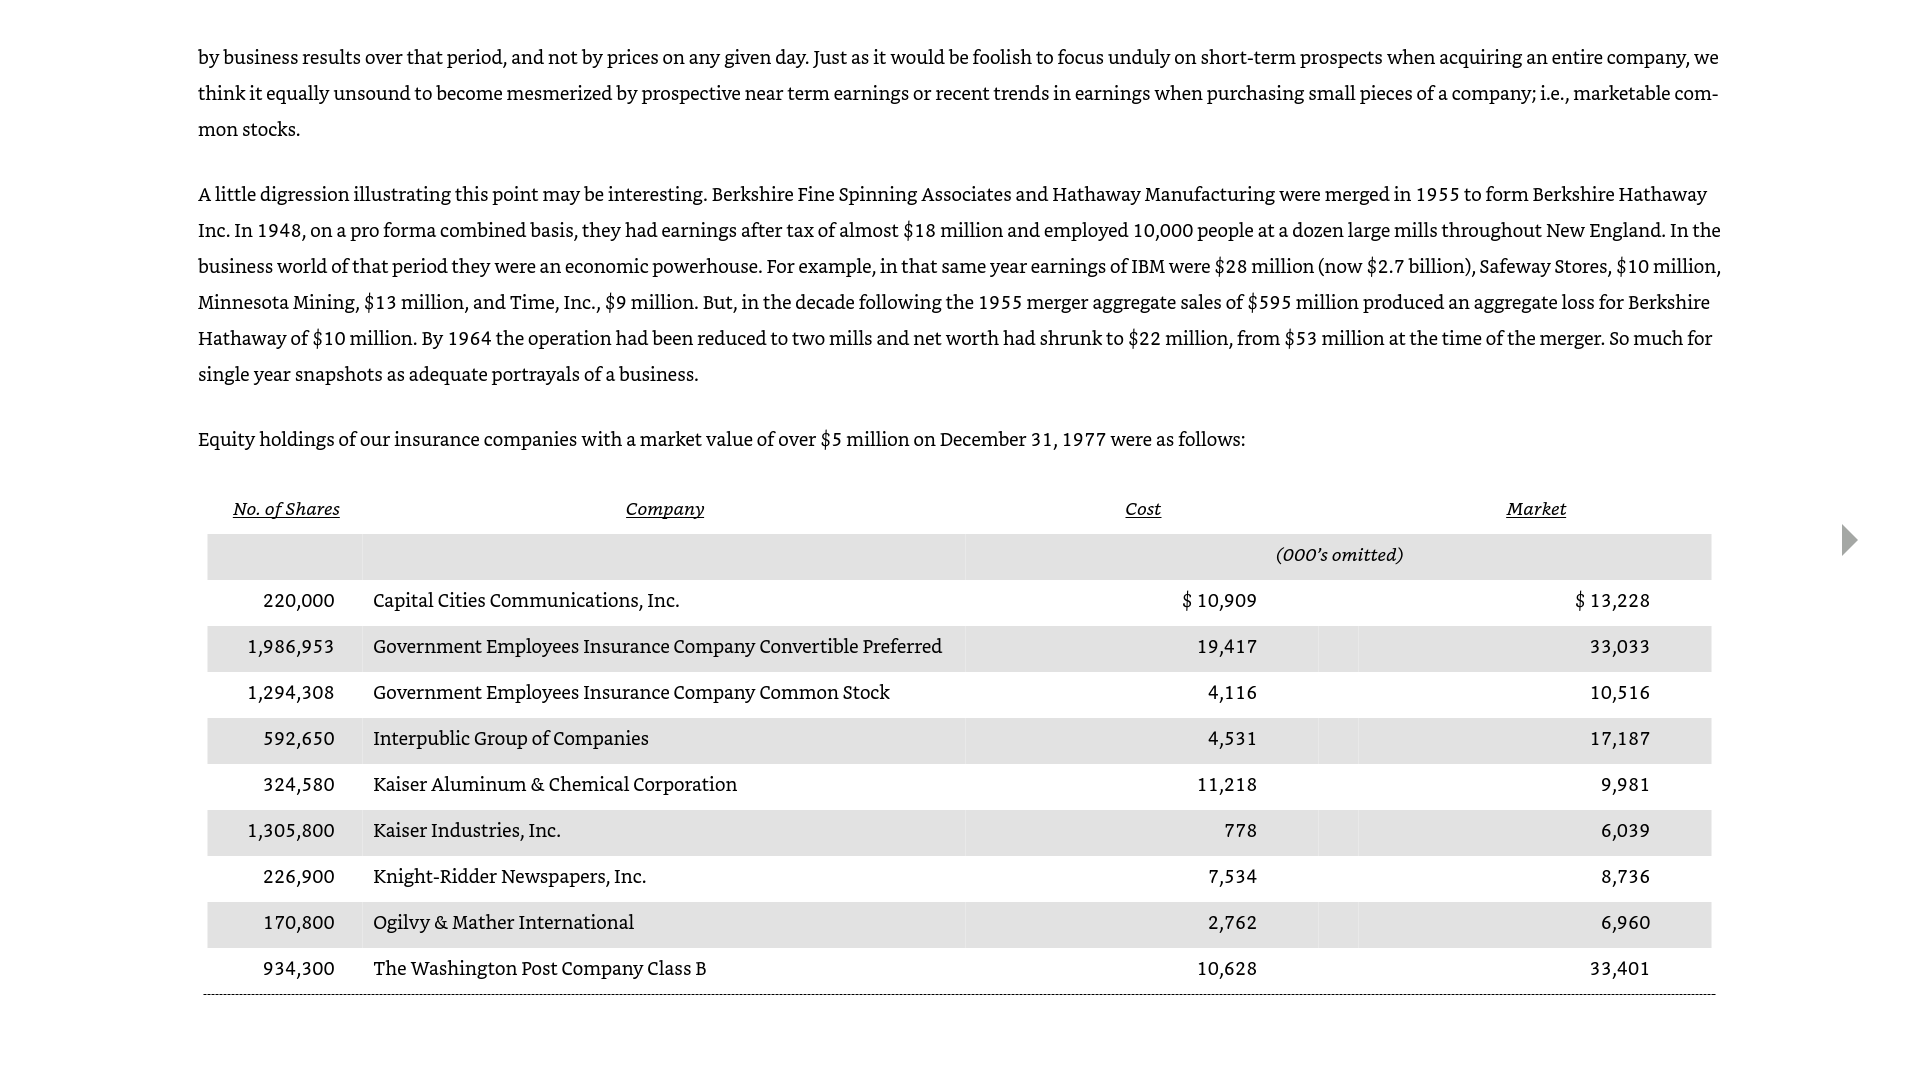 by business results over that period, and not by prices on any given day. Just as it would be foolish to focus unduly on short-term prospects when acquiring an entire company, we
think it equally unsound to become mesmerized by prospective near term earnings or recent trends in earnings when purchasing small pieces of a company; i.e., marketable com-
mon stocks.
A little digression illustrating this point may be interesting. Berkshire Fine Spinning Associates and Hathaway Manufacturing were merged in 1955 to form Berkshire Hathaway
Inc. In 1948, on a pro forma combined basis, they had earnings after tax of almost $18 million and employed 10,000 people at a dozen large mills throughout New England. In the
business world of that period they were an economic powerhouse. For example, in that same year earnings of IBM were $28 million (now $2.7 billion), Safeway Stores, $10 million,
Minnesota Mining, $13 million, and Time, Inc., $9 million. But, in the decade following the 1955 merger aggregate sales of $595 million produced an aggregate loss for Berkshire
Hathaway of $10 million. By 1964 the operation had been reduced to two mills and net worth had shrunk to $22 million, from $53 million at the time of the merger. So much for
single year snapshots as adequate portrayals of a business.
Equity holdings of our insurance companies with a market value of over $5 million on December 31, 1977 were as follows:
No. of Shares Company Cost Market
(000's omitted)
220,000 Capital Cities Communications, Inc. $ 10,909 $ 13,228
1,986,953 Government Employees Insurance Company Convertible Preferred 19,417 33,033
1,294,308 Government Employees Insurance Company Common Stock 4,116 10,516
592,650 Interpublic Group of Companies 4,531 17,187
324,580 Kaiser Aluminum & Chemical Corporation 11,218 9,981
1,305,800 Kaiser Industries, Inc. 778 6,039
226,900 Knight-Ridder Newspapers, Inc. 7,534 8,736
170,800 Ogilvy & Mather International 2,762 6,960
934,300 The Washington Post Company Class B 10,628 33,401